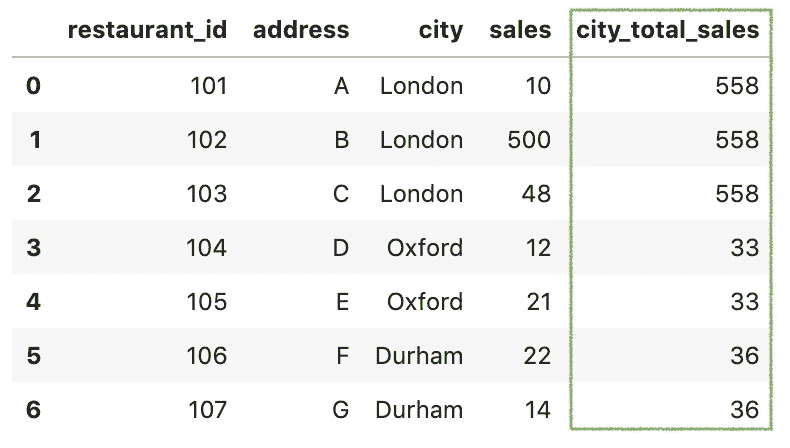 restaurant_id address city sales city_total_sales
0 101 A London 10 558
1 102 B London 500 558
2 103 C London 48 558
3 104 D Oxford 12 33
4 105 E Oxford 21 33
5 106 F Durham 22 36
6 107 G Durham 14 36